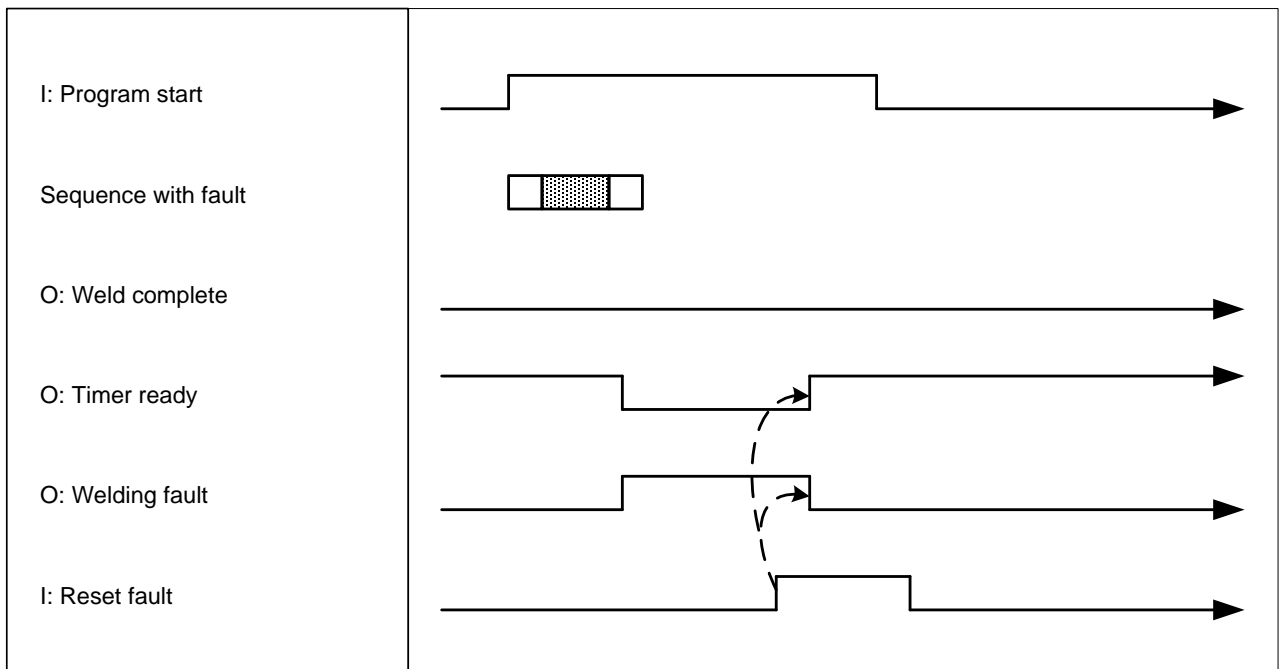 I: Program start
Sequence with fault
O: Weld complete
O: Timer ready
O: Welding fault
I: Reset fault